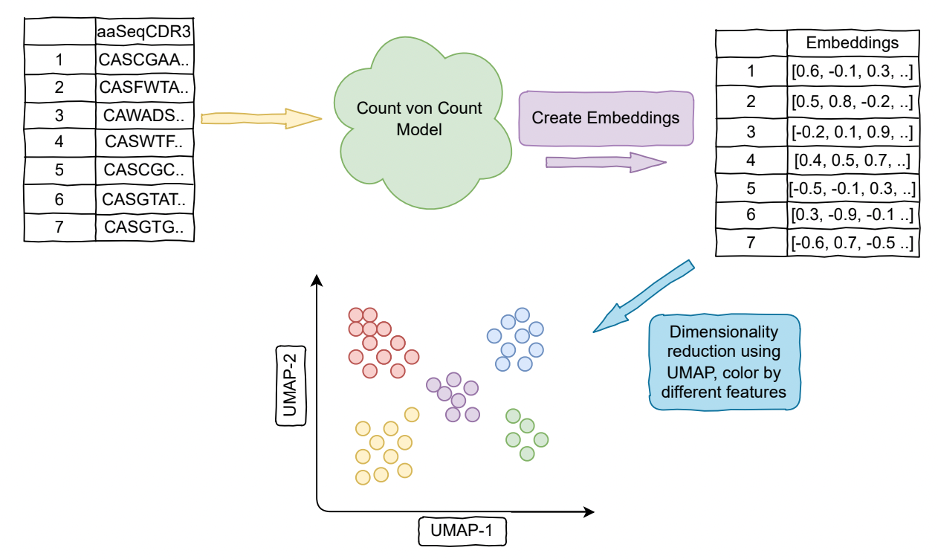 aaSeqCDR3
1 CASCGAA..
2 CASFWTA..
3 CAWADS..
4 CASWTF..
5 CASCGC..
6 CASGTAT..
7 CASGTG..
Count von Count
Model
Create Embeddings
Embeddings
1 [0.6, -0.1, 0.3, ..]
2 [0.5, 0.8, -0.2, ..]
3 [-0.2, 0.1, 0.9, ..]
4 [0.4, 0.5, 0.7, ..]
5 [-0.5, -0.1, 0.3, ..]
6 [0.3, -0.9, -0.1 ..]
7 [-0.6, 0.7, -0.5 ..]
Dimensionality
reduction using
UMAP, color by
different features
UMAP-2
UMAP-1